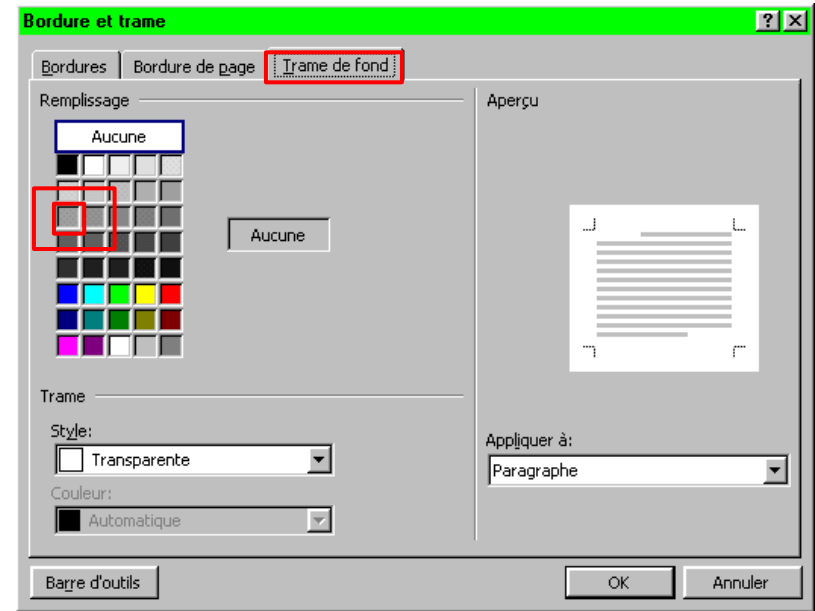 Bordure et trame
Bordures Bordure de page Trame de fond
Remplissage
Aucune
Aucune
Aperçu
Trame
Style:
Transparente
Couleur:
Automatique
Appliquer à:
Paragraphe
Barre d'outils
OK
Annuler